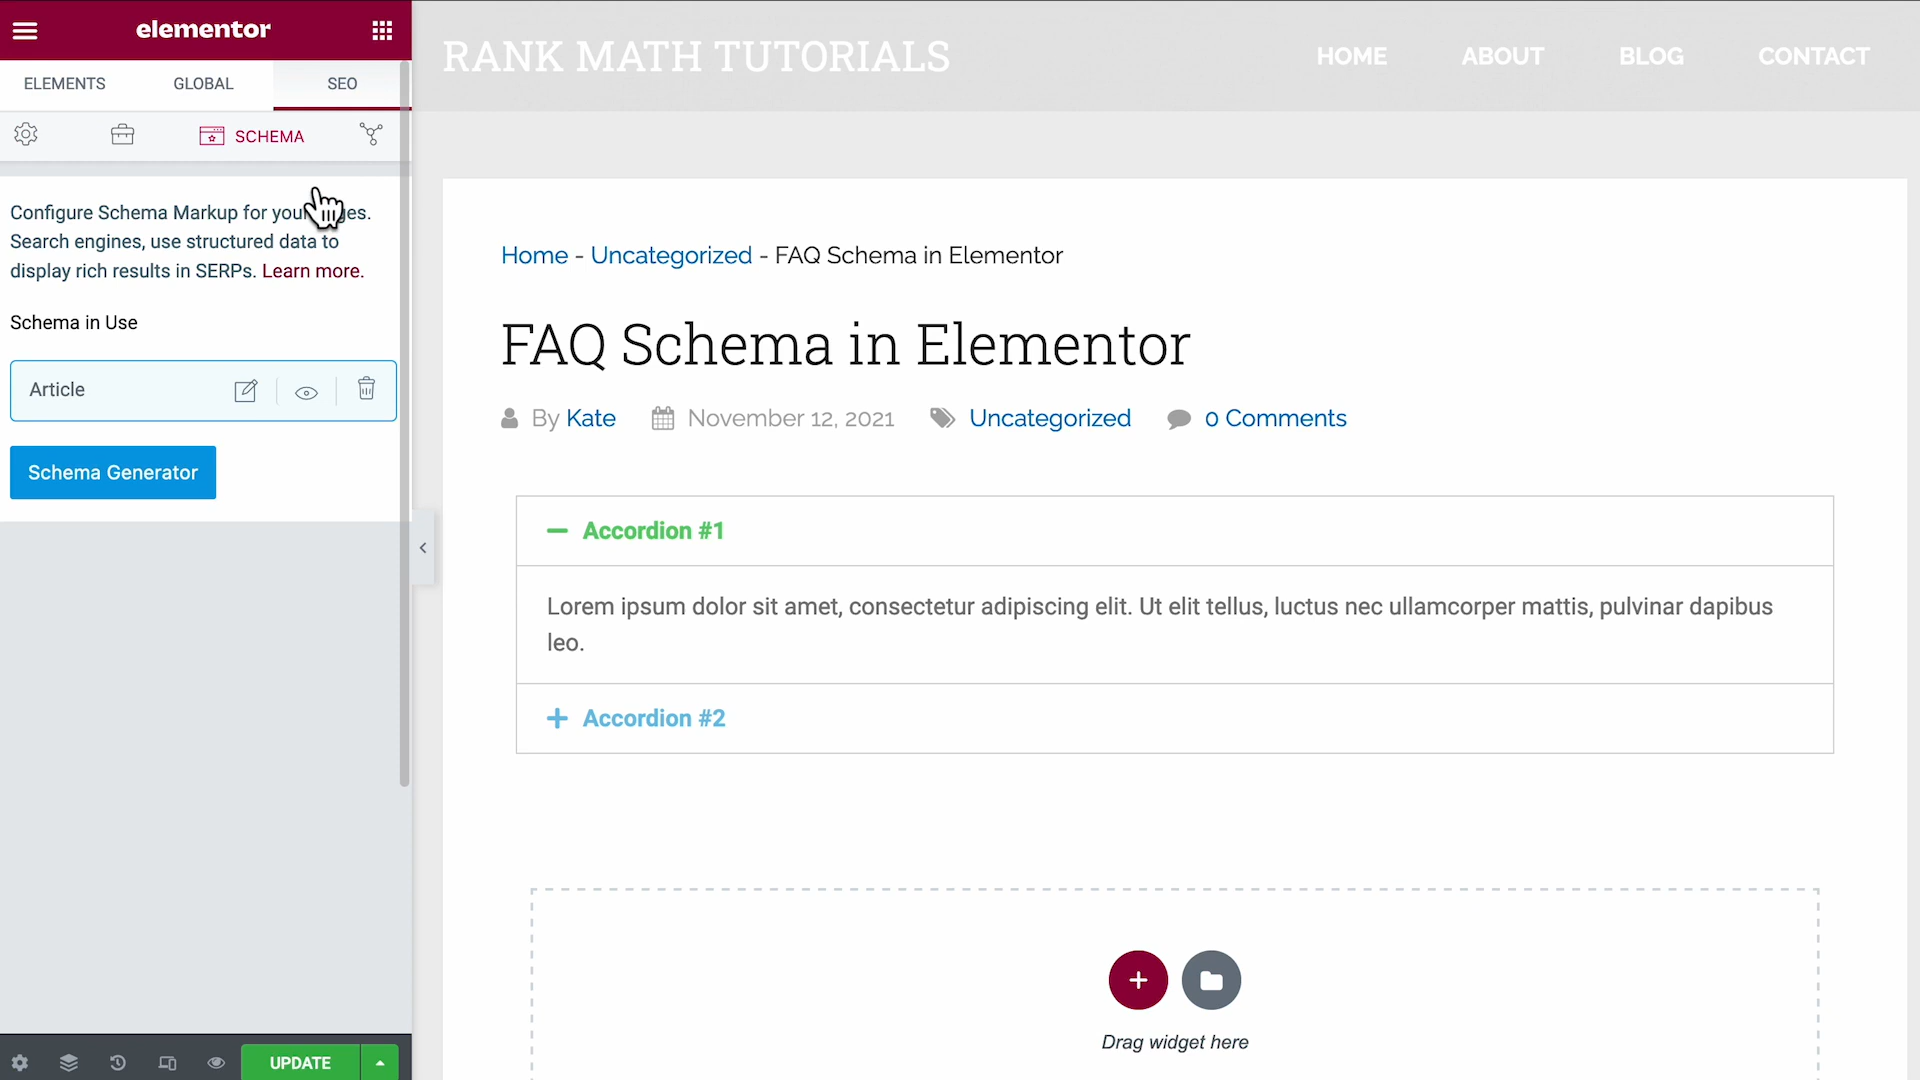 elementor
ELEMENTS GLOBAL SEO
SCHEMA
Configure Schema Markup for your
Search engines, use structured data to
display rich results in SERPs. Learn more.
Schema in Use
Article
Schema Generator
UPDATE
RANK MATH TUTORIALS
HOME ABOUT BLOG CONTACT
Home - Uncategorized - FAQ Schema in Elementor
FAQ Schema in Elementor
By Kate November 12, 2021 Uncategorized 0 Comments
Accordion #1
Lorem ipsum dolor sit amet, consectetur adipiscing elit. Ut elit tellus, luctus nec ullamcorper mattis, pulvinar dapibus
leo.
Accordion #2
Drag widget here